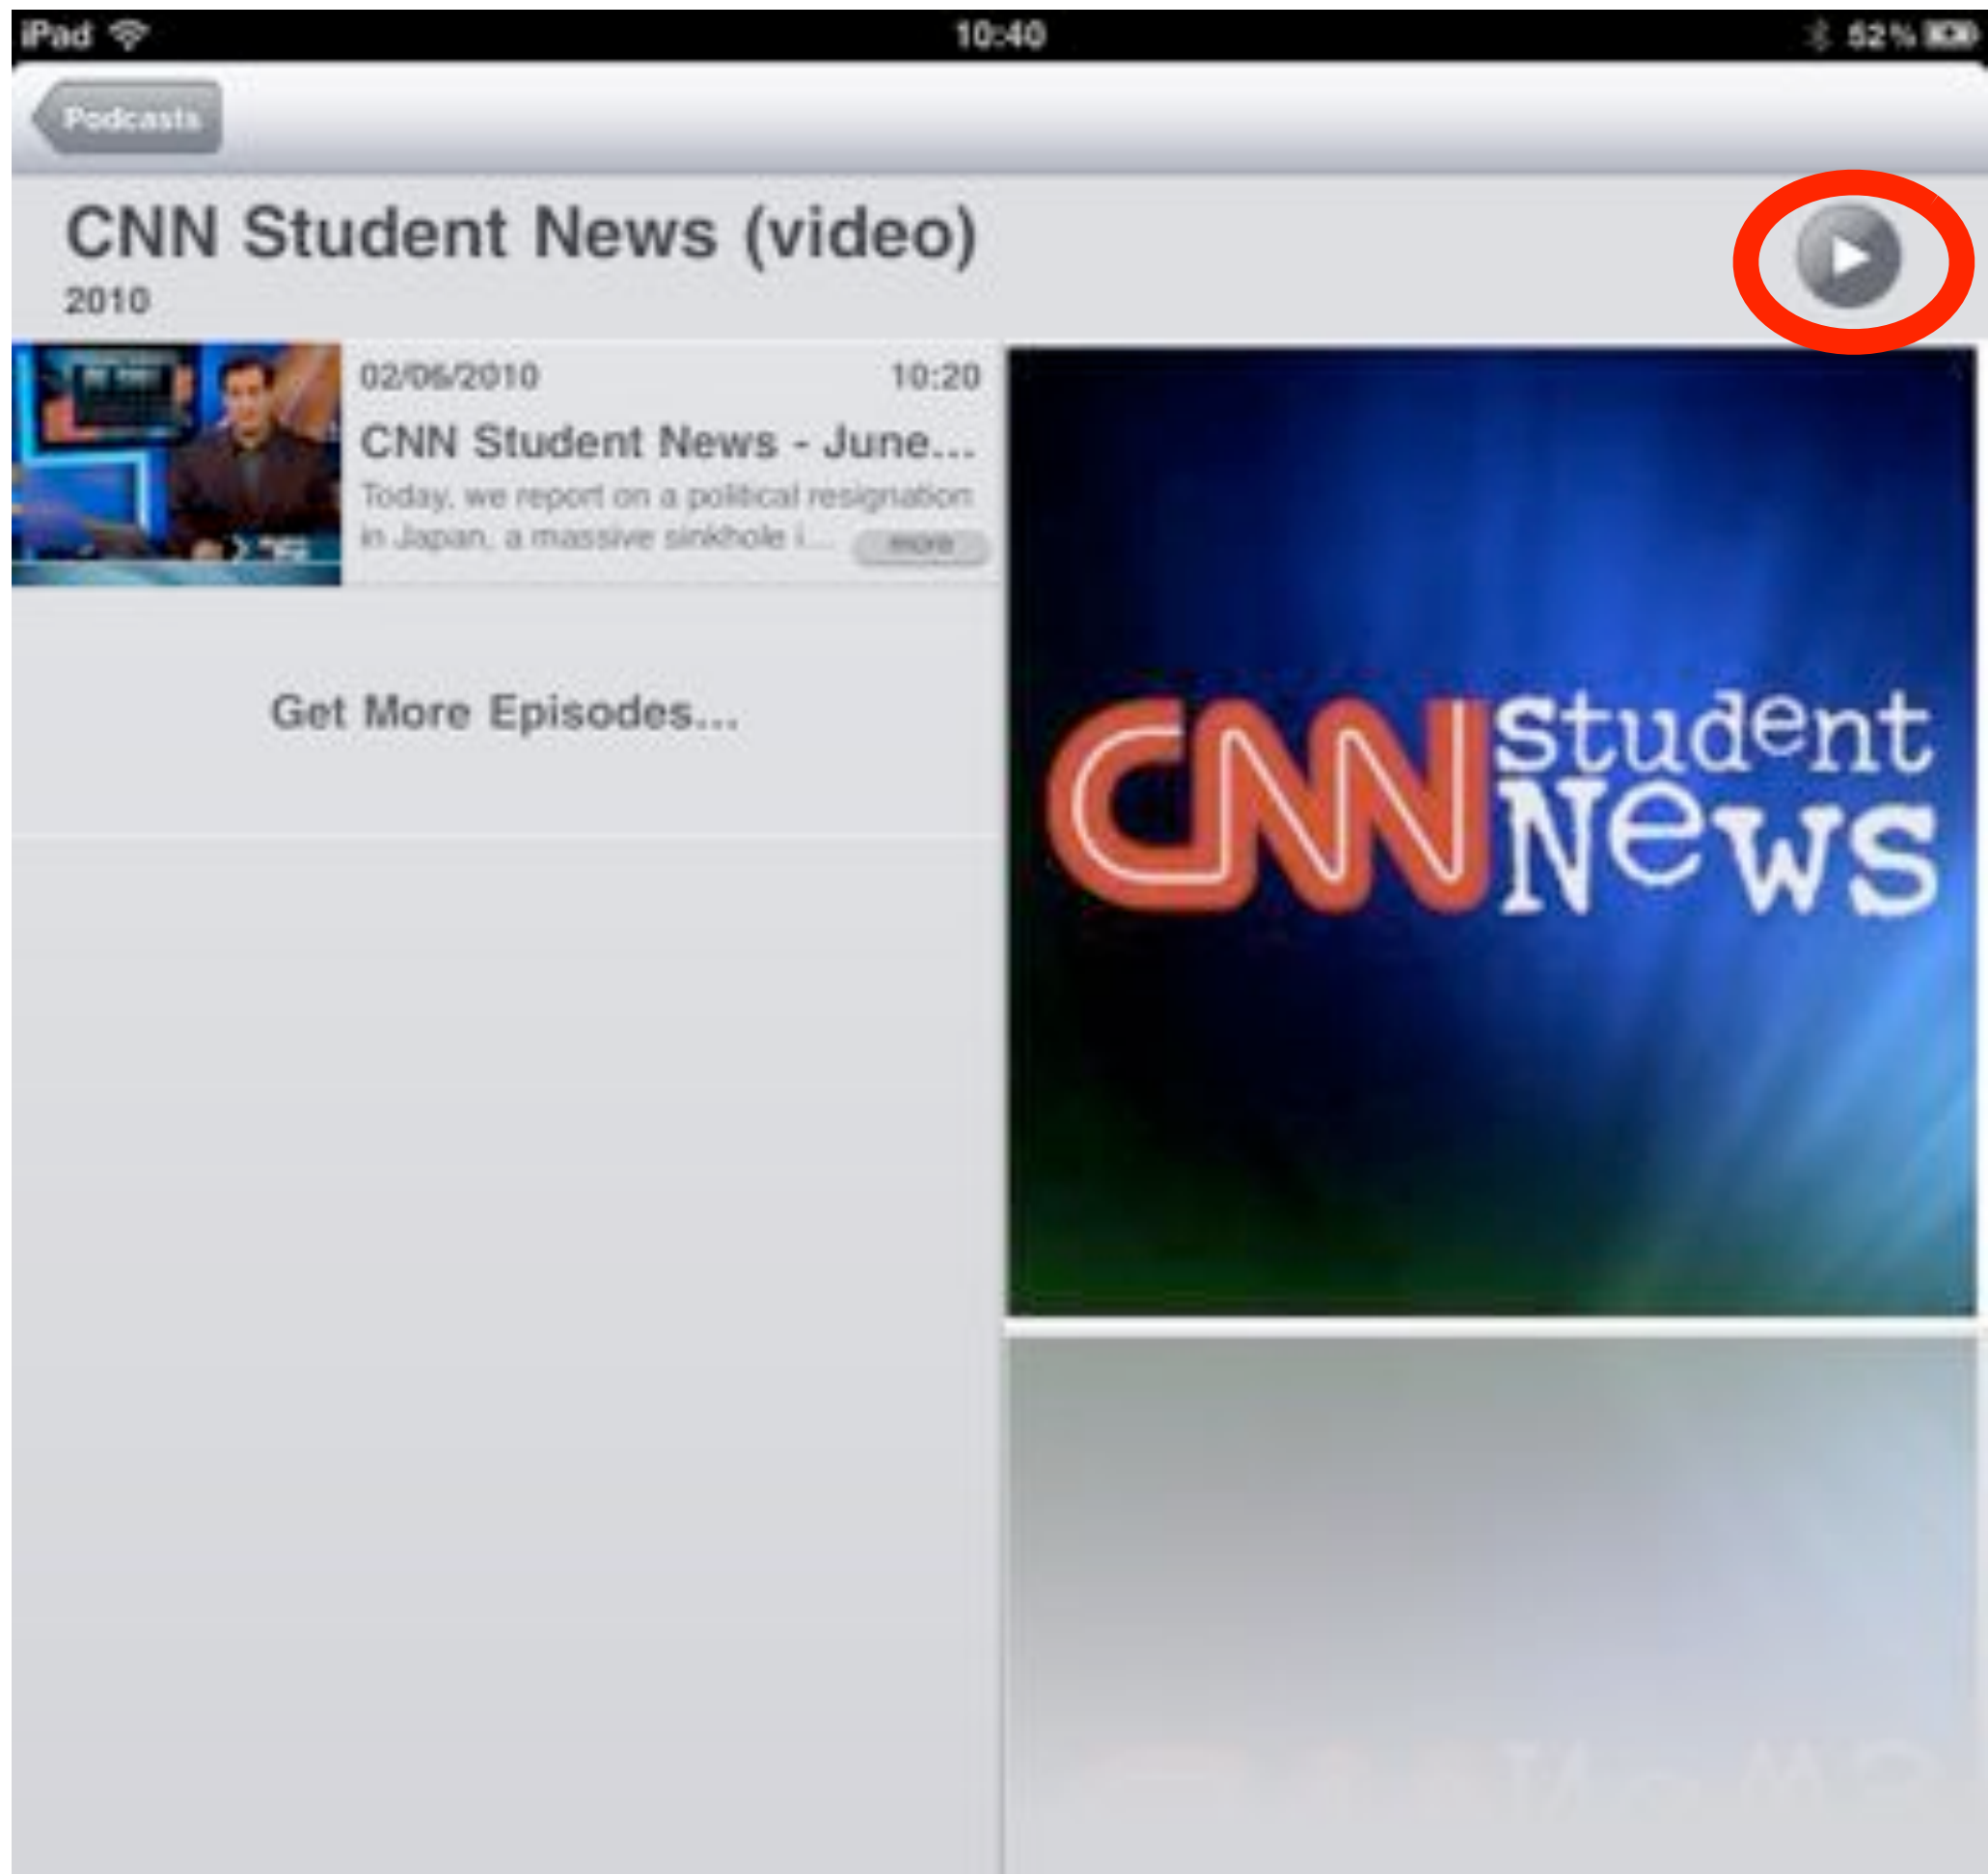 iPad 10:40 52%
Podcasts
CNN Student News (video)
2010
02/06/2010 10:20
CNN Student News - June...
Today, we report on a political resignation
in Japan, a massive sinkhole i... more
Get More Episodes...
CNN Student
News